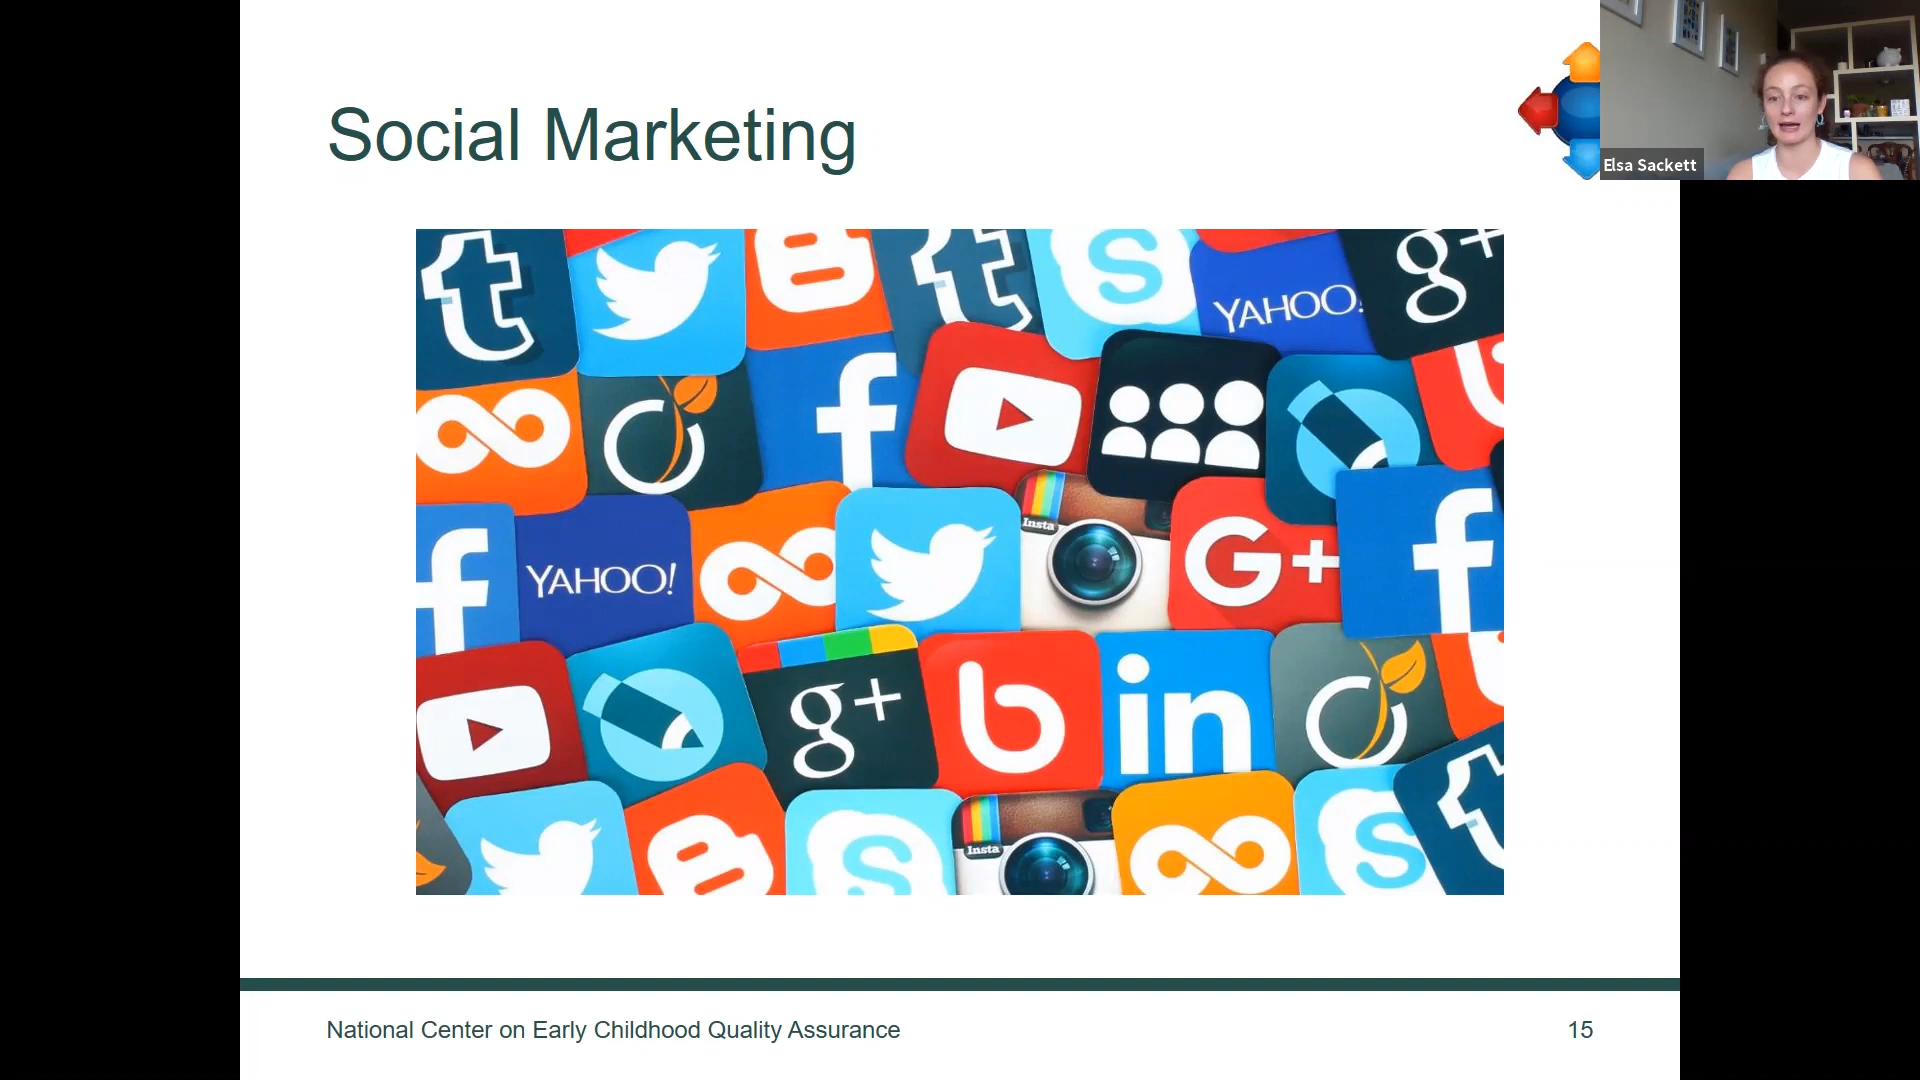 Social Marketing
Elsa Sackett
t
B
t
S
YAHOO!
g+
f
f
YAHOO!
Insta
G+
f
g+
b
in
B
S
Insta
S
t
National Center on Early Childhood Quality Assurance
15